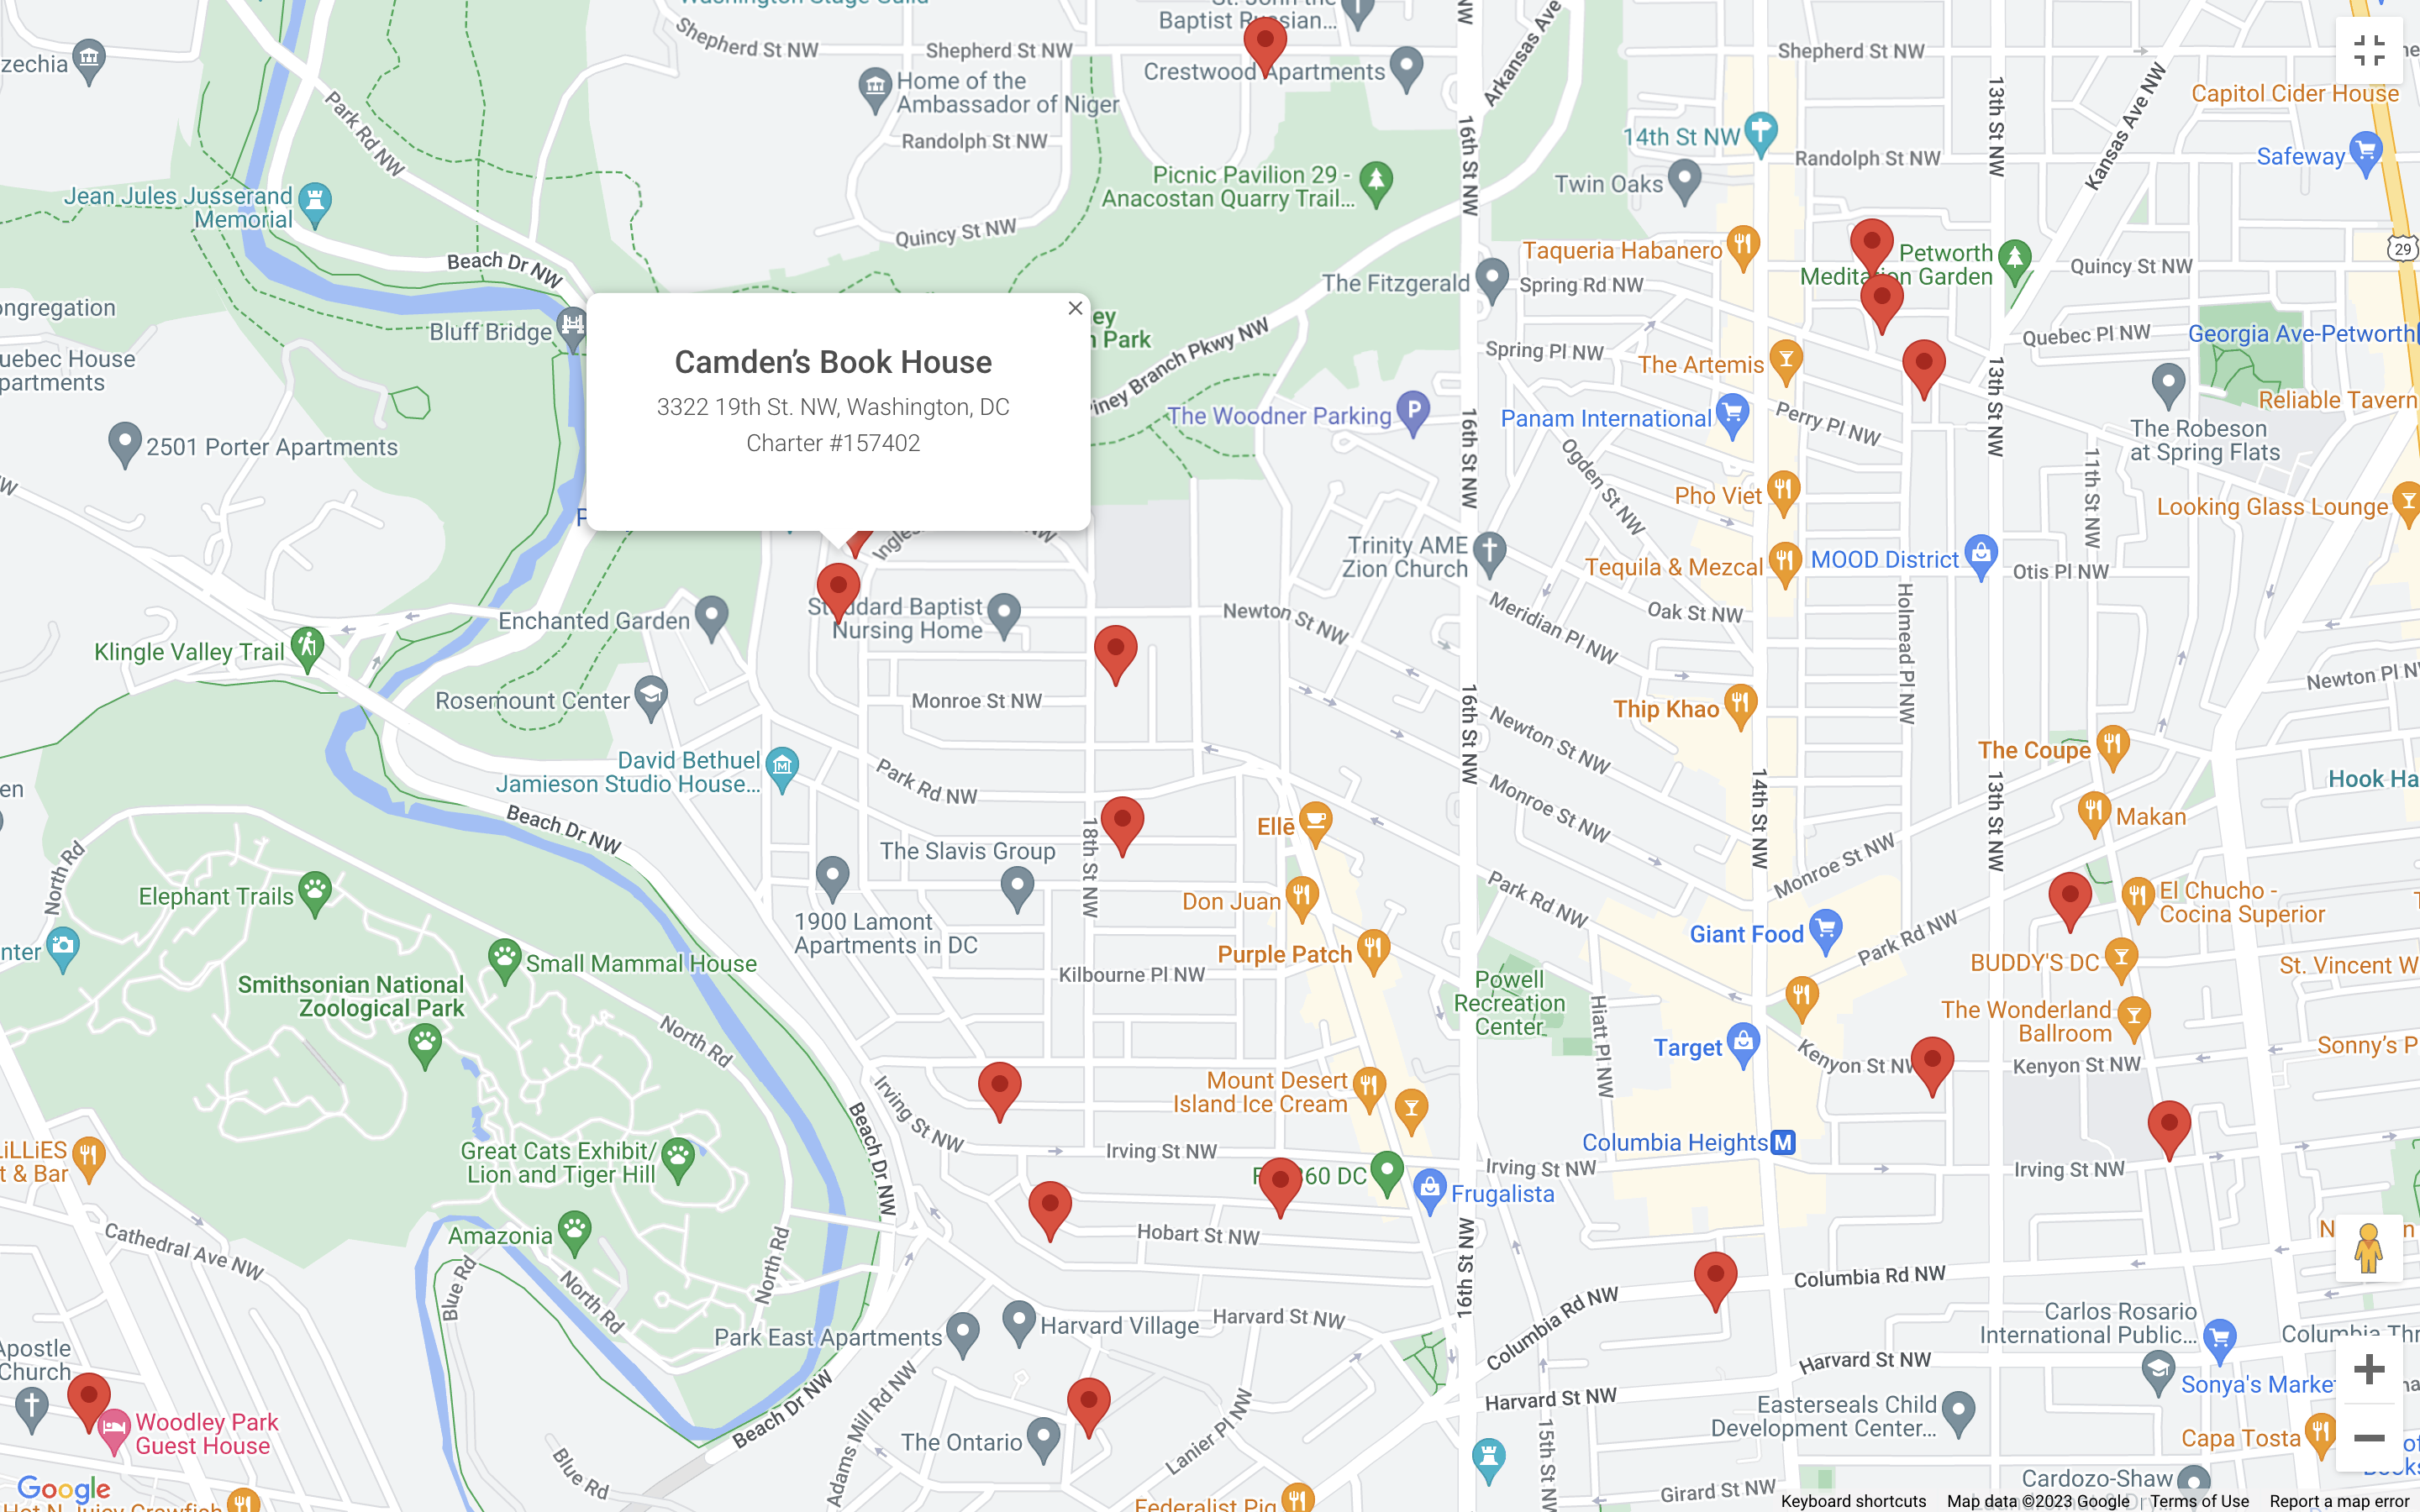 Washington Stage Guild
St. John the
Baptist Russian...
Shepherd St NW
Shepherd St NW
Shepherd St NW
Crestwood Apartments
Home of the
Ambassador of Niger
Randolph St NW
zechia
Park Rd NW
Arkansas Ave
NW
16th St NW
13th St NW
Kansas Ave NW
Capitol Cider House
14th St NW
Randolph St NW
Safeway
Twin Oaks
Picnic Pavilion 29 -
Anacostan Quarry Trail...
Jean Jules Jusserand
Memorial
Quincy St NW
Beach Dr NW
Taqueria Habanero
Petworth
Meditation Garden
Quincy St NW
29
The Fitzgerald
Spring Rd NW
ongregation
Bluff Bridge
ey
n Park
Piney Branch Pkwy NW
Quebec Pl NW
Georgia Ave-Petworth
uebec House
partments
Camden’s Book House
3322 19th St. NW, Washington, DC
Charter #157402
Spring Pl NW
The Artemis
13th St NW
Reliable Tavern
The Woodner Parking
P
16th St NW
Panam International
Perry Pl NW
The Robeson
at Spring Flats
2501 Porter Apartments
Ogden St NW
11th St NW
Pho Viet
Looking Glass Lounge
W
P
Ingles
W
Trinity AME
Zion Church
Tequila & Mezcal
MOOD District
Otis Pl NW
Enchanted Garden
Stoddard Baptist
Nursing Home
Newton St NW
Meridian Pl NW
Oak St NW
Holmead Pl NW
Klingle Valley Trail
Rosemount Center
Monroe St NW
16th St NW
Newton St NW
Thip Khao
Newton Pl N
David Bethuel
Jamieson Studio House...
Park Rd NW
Monroe St NW
14th St NW
13th St NW
The Coupe
Hook Ha
en
Makan
Beach Dr NW
Ellē
18th St NW
The Slavis Group
Monroe St NW
North Rd
Elephant Trails
Don Juan
Park Rd NW
El Chucho -
Cocina Superior
1900 Lamont
Apartments in DC
Giant Food
Park Rd NW
nter
Small Mammal House
Purple Patch
BUDDY'S DC
St. Vincent W
Smithsonian National
Zoological Park
Kilbourne Pl NW
Powell
Recreation
Center
Hiatt Pl NW
The Wonderland
Ballroom
North Rd
Target
Kenyon St NW
Kenyon St NW
Sonny's P
Mount Desert
Island Ice Cream
Irving St NW
Beach Dr NW
LiLLiES
t & Bar
Great Cats Exhibit/
Lion and Tiger Hill
Irving St NW
Columbia Heights
M
Irving St NW
Irving St NW
360 DC
Frugalista
Amazonia
Hobart St NW
Cathedral Ave NW
Blue Rd
North Rd
North Rd
16th St NW
Columbia Rd NW
Columbia Rd NW
Park East Apartments
Harvard Village
Harvard St NW
Carlos Rosario
International Public...
Columbia Thr
Apostle
Church
Harvard St NW
Sonya's Market
Harvard St NW
Woodley Park
Guest House
Beach Dr NW
Adams Mill Rd NW
The Ontario
Lanier Pl NW
15th St NW
Easterseals Child
Development Center...
Capa Tosta
Blue Rd
Google
Hot N Juicy Crawfish
Federalist Pig
Girard St NW
Cardozo-Shaw
Keyboard shortcuts
Map data ©2023 Google
Terms of Use
Report a map error